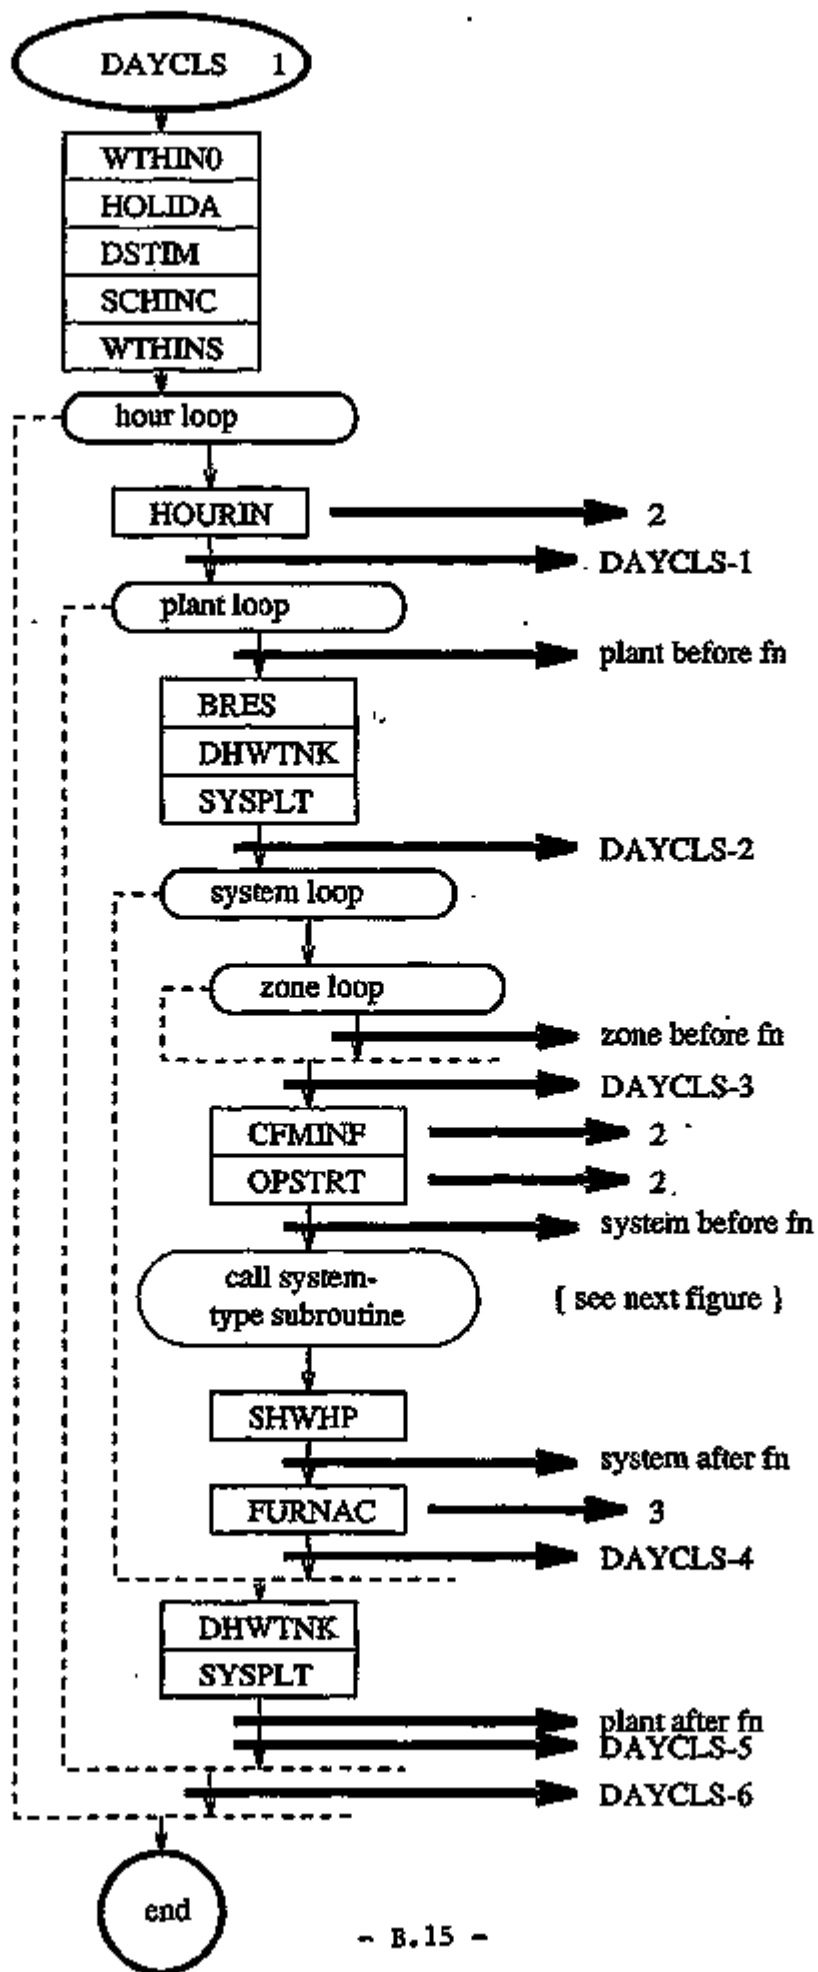 DAYCLS 1
WTHIN0
HOLIDA
DSTIM
SCHINC
WTHINS
hour loop
HOURIN 2
DAYCLS-1
plant loop
plant before fn
BRES
DHWTNK
SYSPLT
DAYCLS-2
system loop
zone loop
zone before fn
DAYCLS-3
CFMINF 2
OPSTRT 2
system before fn
call system-
type subroutine { see next figure }
SHWHP
system after fn
FURNAC 3
DAYCLS-4
DHWTNK
SYSPLT
plant after fn
DAYCLS-5
DAYCLS-6
end
- B.15 -